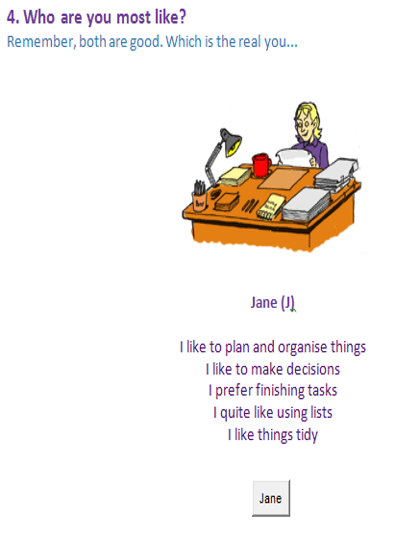 4. Who are you most like?
Remember, both are good. Which is the real you...
Jane (J)
I like to plan and organise things
I like to make decisions
I prefer finishing tasks
I quite like using lists
I like things tidy
Jane